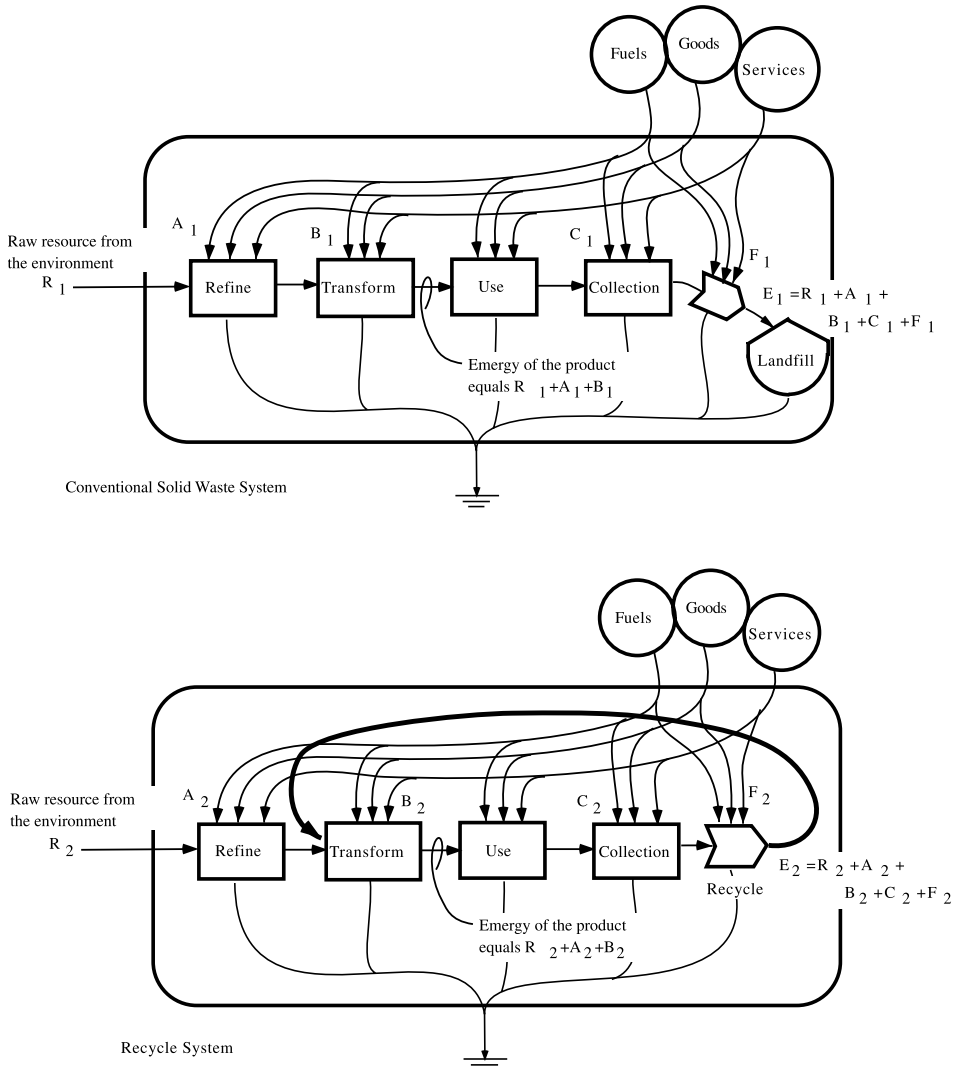 Fuels
Goods
Services
A 1
B 1
C 1
F 1
Raw resource from
the environment
R 1
Refine
Transform
Use
Collection
E 1 =R 1 +A 1 +
B 1 +C 1 +F 1
Landfill
Emergy of the product
equals R 1 +A 1 +B 1
Conventional Solid Waste System
Fuels
Goods
Services
A 2
B 2
C 2
F 2
Raw resource from
the environment
R 2
Refine
Transform
Use
Collection
Recycle
E 2 =R 2 +A 2 +
B 2 +C 2 +F 2
Emergy of the product
equals R 2 +A 2 +B 2
Recycle System